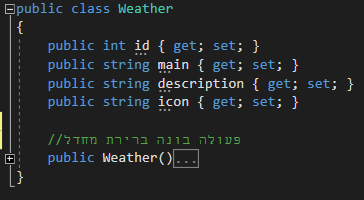 public class Weather
{
public int id { get; set; }
public string main { get; set; }
public string description { get; set; }
public string icon { get; set; }
//פעולה בונה ברירת מחדל
public Weather()...
}